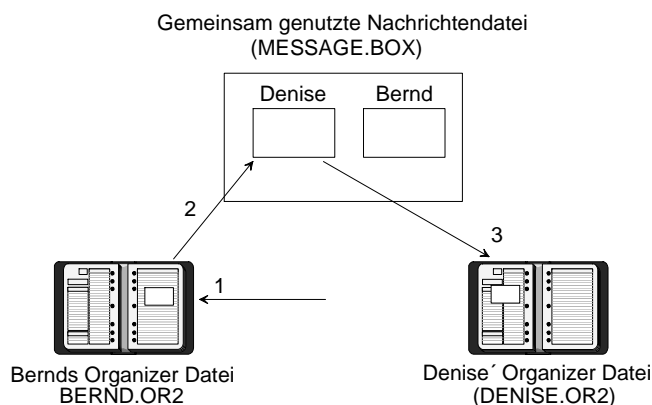 Gemeinsam genutzte Nachrichtendatei
(MESSAGE.BOX)
Denise Bernd
2
3
1
Bernds Organizer Datei
BERND.OR2
Denise´ Organizer Datei
(DENISE.OR2)